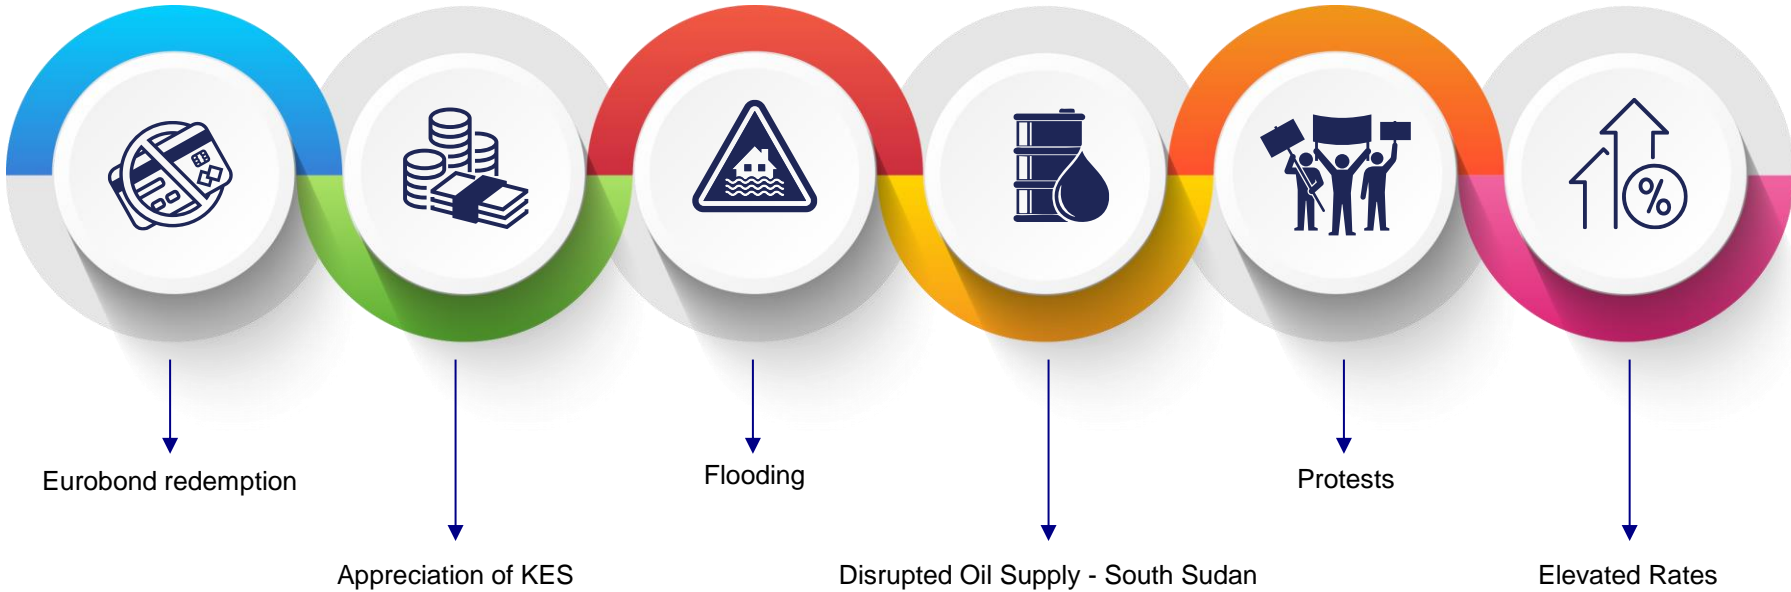 Eurobond redemption
Appreciation of KES
Flooding
Disrupted Oil Supply - South Sudan
Protests
%
Elevated Rates